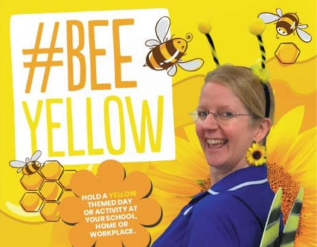 #BEE
YELLOW
HOLD A YELLOW
THEMED DAY
OR ACTIVITY AT
YOUR SCHOOL,
HOME OR
WORKPLACE.